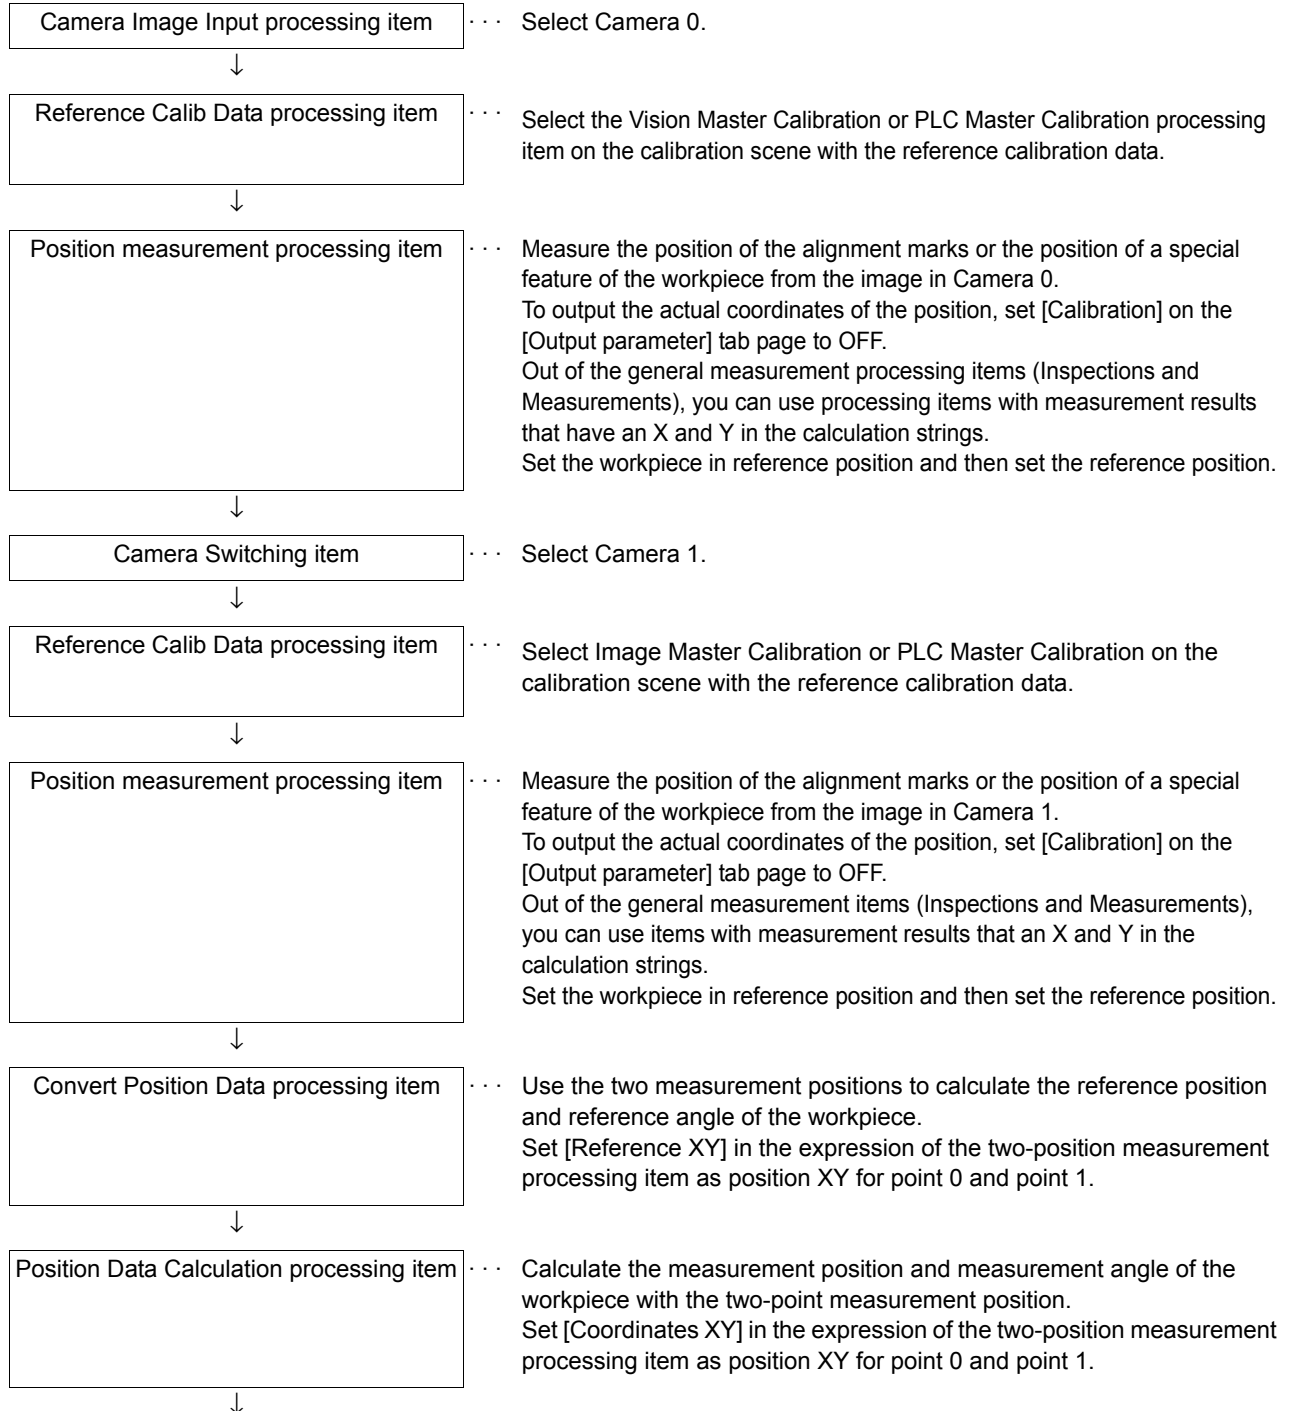 Camera Image Input processing item · · · Select Camera 0.
↓
Reference Calib Data processing item · · · Select the Vision Master Calibration or PLC Master Calibration processing
item on the calibration scene with the reference calibration data.
↓
Position measurement processing item · · · Measure the position of the alignment marks or the position of a special
feature of the workpiece from the image in Camera 0.
To output the actual coordinates of the position, set [Calibration] on the
[Output parameter] tab page to OFF.
Out of the general measurement processing items (Inspections and
Measurements), you can use processing items with measurement results
that have an X and Y in the calculation strings.
Set the workpiece in reference position and then set the reference position.
↓
Camera Switching item · · · Select Camera 1.
↓
Reference Calib Data processing item · · · Select Image Master Calibration or PLC Master Calibration on the
calibration scene with the reference calibration data.
↓
Position measurement processing item · · · Measure the position of the alignment marks or the position of a special
feature of the workpiece from the image in Camera 1.
To output the actual coordinates of the position, set [Calibration] on the
[Output parameter] tab page to OFF.
Out of the general measurement items (Inspections and Measurements),
you can use items with measurement results that an X and Y in the
calculation strings.
Set the workpiece in reference position and then set the reference position.
↓
Convert Position Data processing item · · · Use the two measurement positions to calculate the reference position
and reference angle of the workpiece.
Set [Reference XY] in the expression of the two-position measurement
processing item as position XY for point 0 and point 1.
↓
Position Data Calculation processing item · · · Calculate the measurement position and measurement angle of the
workpiece with the two-point measurement position.
Set [Coordinates XY] in the expression of the two-position measurement
processing item as position XY for point 0 and point 1.
↓